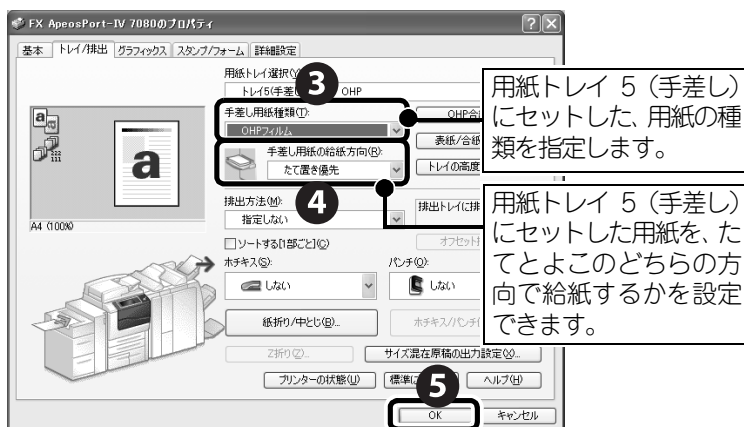 FX ApeosPort-IV 7080のプロパティ
基本 トレイ/排出 グラフィックス スタンプ/フォーム 詳細設定
用紙トレイ選択(Y)
トレイ5(手差し OHP
3
手差し用紙種類(T):
OHPフィルム
OHP合
表紙/合紙
手差し用紙の給紙方向(R):
たて置き優先
トレイの高度
4
排出方法(M):
指定しない
排出トレイに排
A4 (100%)
ソートする[1部ごと](C)
オフセット排
ホチキス(S):
しない
パンチ(O):
しない
紙折り/中とじ(B)...
ホチキス/パンチ
Z折り(Z)...
サイズ混在原稿の出力設定(X)...
プリンターの状態(U)
標準に
ヘルプ(H)
5
OK
キャンセル
用紙トレイ 5（手差し）
にセットした、用紙の種
類を指定します。
用紙トレイ 5（手差し）
にセットした用紙を、た
てとよこのどちらの方
向で給紙するかを設定
できます。